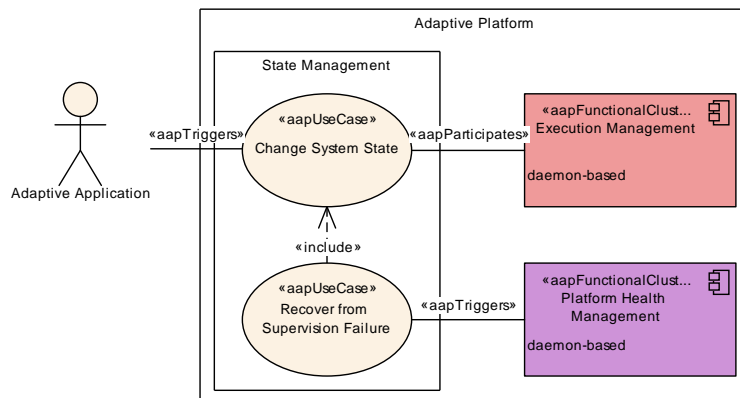 Adaptive Platform
State Management
«aapUseCase»
Change System State
«aapTriggers»
Adaptive Application
«aapParticipates»
«aapFunctionalClust...
Execution Management
daemon-based
«include»
«aapUseCase»
Recover from
Supervision Failure
«aapTriggers»
«aapFunctionalClust...
Platform Health
Management
daemon-based